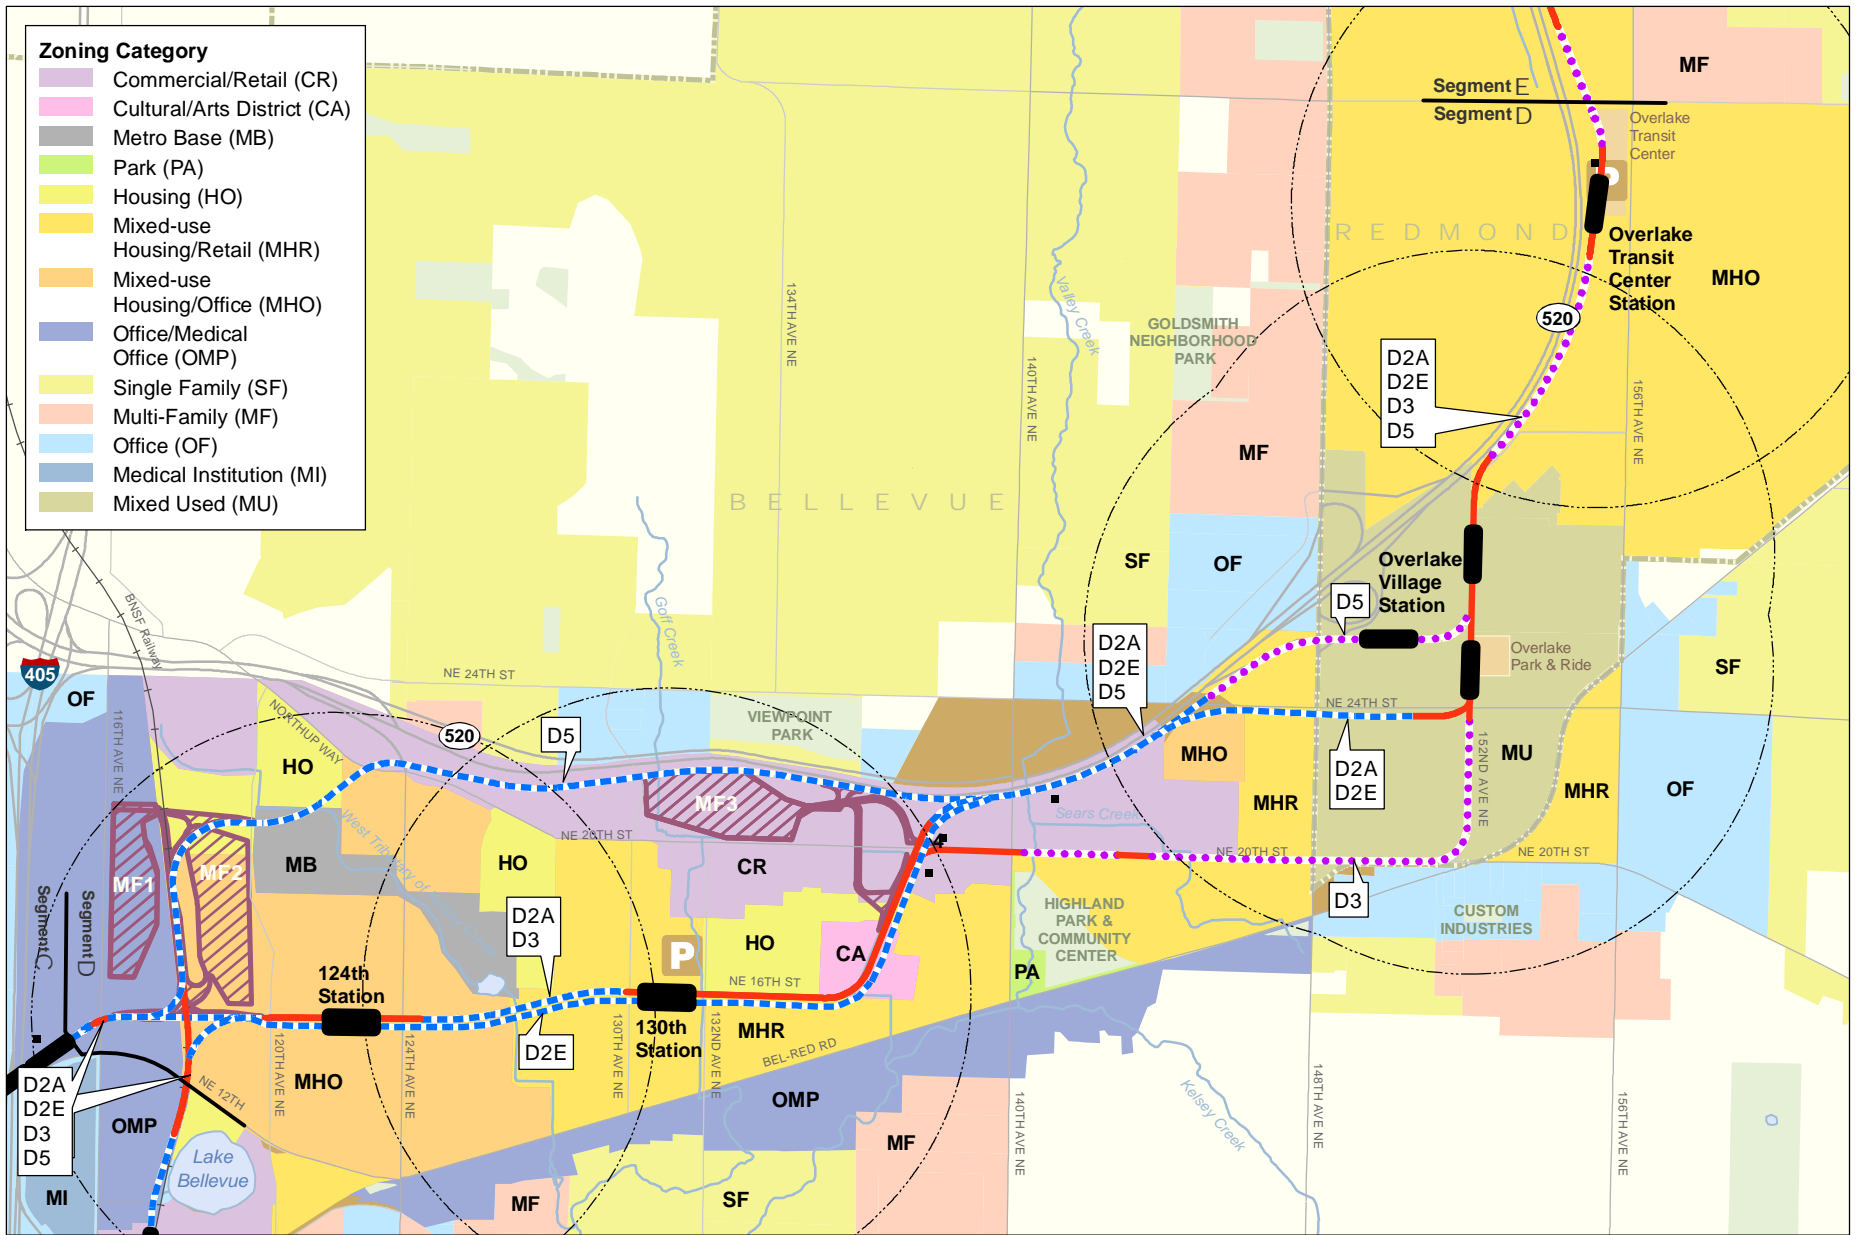 Zoning Category
Commercial/Retail (CR)
Cultural/Arts District (CA)
Metro Base (MB)
Park (PA)
Housing (HO)
Mixed-use
Housing/Retail (MHR)
Mixed-use
Housing/Office (MHO)
Office/Medical
Office (OMP)
Single Family (SF)
Multi-Family (MF)
Office (OF)
Medical Institution (MI)
Mixed Used (MU)
MF
Segment E
Segment D
Overlake
Transit
Center
P
REDMOND
Overlake
Transit
Center
Station
MHO
520
134TH AVE NE
Valley Creek
GOLDSMITH
NEIGHBORHOOD
PARK
140TH AVE NE
D2A
D2E
D3
D5
156TH AVE NE
MF
BELLEVUE
SF
OF
Overlake
Village
Station
D5
BNSF Railway
Goff Creek
D2A
D2E
D5
Overlake
Park & Ride
SF
405
NE 24TH ST
OF
116TH AVE NE
NORTHUP WAY
520
D5
VIEWPOINT
PARK
NE 24TH ST
HO
MHO
D2A
D2E
152ND AVE NE
MU
MHR
MHR
OF
MF3
Sears Creek
West Tributary of
NE 20TH ST
4
NE 20TH ST
NE 20TH ST
MB
HO
CR
MF1
MF2
D3
Segment C
Segment D
D2A
D3
HIGHLAND
PARK &
COMMUNITY
CENTER
CUSTOM
INDUSTRIES
HO
CA
P
PA
124th
Station
NE 16TH ST
130th
Station
MHR
D2E
130TH AVE NE
132ND AVE NE
BEL-RED RD
120TH AVE NE
124TH AVE NE
D2A
D2E
D3
D5
MHO
NE 12TH
OMP
OMP
Kelsey Creek
140TH AVE NE
148TH AVE NE
156TH AVE NE
MF
Lake
Bellevue
MI
MF
SF